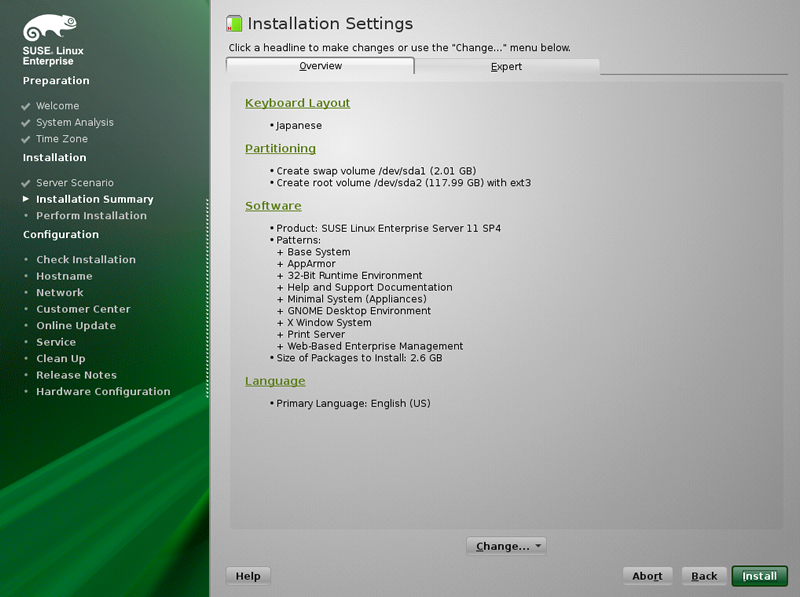 SUSE® Linux
Enterprise
Preparation
Welcome
System Analysis
Time Zone
Installation
Server Scenario
Installation Summary
Perform Installation
Configuration
Check Installation
Hostname
Network
Customer Center
Online Update
Service
Clean Up
Release Notes
Hardware Configuration
Installation Settings
Click a headline to make changes or use the "Change..." menu below.
Overview
Expert
Keyboard Layout
• Japanese
Partitioning
• Create swap volume /dev/sda1 (2.01 GB)
• Create root volume /dev/sda2 (117.99 GB) with ext3
Software
• Product: SUSE Linux Enterprise Server 11 SP4
• Patterns:
+ Base System
+ AppArmor
+ 32-Bit Runtime Environment
+ Help and Support Documentation
+ Minimal System (Appliances)
+ GNOME Desktop Environment
+ X Window System
+ Print Server
+ Web-Based Enterprise Management
• Size of Packages to Install: 2.6 GB
Language
• Primary Language: English (US)
Change...
Help
Abort
Back
Install